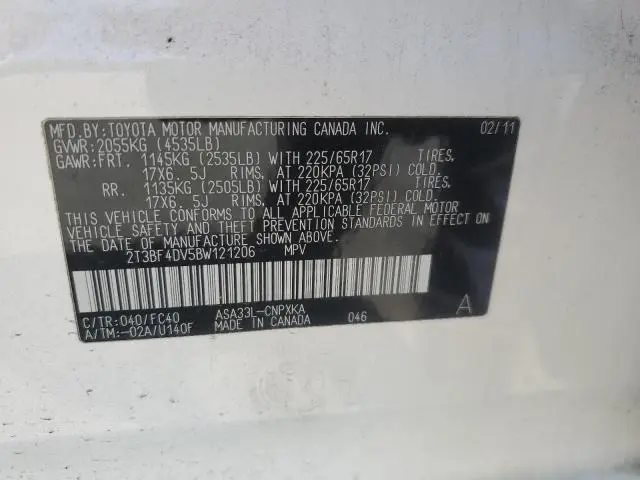 MFD.BY:TOYOTA MOTOR MANUFACTURING CANADA INC. 02/11
GVWR:2055KG (4535LB)
GAWR:FRT. 1145KG (2535LB) WITH 225/65R17 TIRES,
17X6. 5J RIMS, AT 220KPA (32PSI) COLD.
RR. 1135KG (2505LB) WITH 225/65R17 TIRES,
17X6. 5J RIMS, AT 220KPA (32PSI) COLD.
THIS VEHICLE CONFORMS TO ALL APPLICABLE FEDERAL MOTOR
VEHICLE SAFETY AND THEFT PREVENTION STANDARDS IN EFFECT
ON THE DATE OF MANUFACTURE SHOWN ABOVE.
2T3BF4DV5BW121206 MPV
C/TR:040/FC40 ASA33L-CNPXKA A
A/TM:-02A/U140F MADE IN CANADA 046